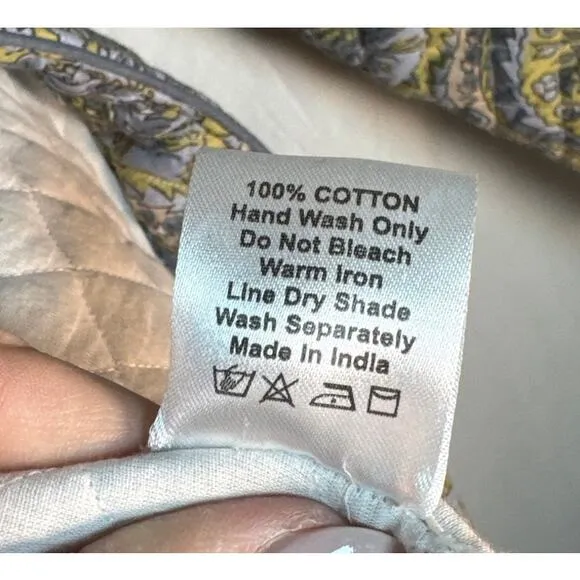 100% COTTON
Hand Wash Only
Do Not Bleach
Warm Iron
Line Dry Shade
Wash Separately
Made In India